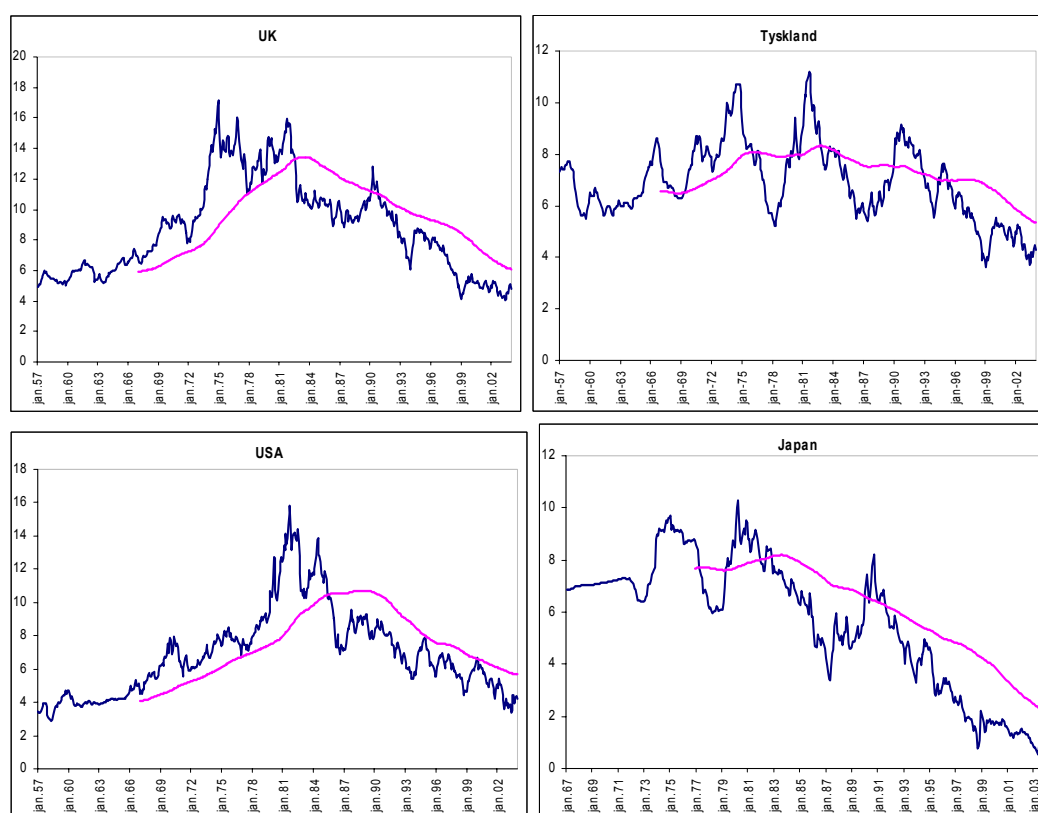 UK
20
18
16
14
12
10
8
6
4
2
0
jan.57
jan.60
jan.63
jan.66
jan.69
jan.72
jan.75
jan.78
jan.81
jan.84
jan.87
jan.90
jan.93
jan.96
jan.99
jan.02
Tyskland
12
10
8
6
4
2
0
jan-57
jan-60
jan-63
jan-66
jan-69
jan-72
jan-75
jan-78
jan-81
jan-84
jan-87
jan-90
jan-93
jan-96
jan-99
jan-02
USA
18
16
14
12
10
8
6
4
2
0
jan.57
jan.60
jan.63
jan.66
jan.69
jan.72
jan.75
jan.78
jan.81
jan.84
jan.87
jan.90
jan.93
jan.96
jan.99
jan.02
Japan
12
10
8
6
4
2
0
jan.67
jan.69
jan.71
jan.73
jan.75
jan.77
jan.79
jan.81
jan.83
jan.85
jan.87
jan.89
jan.91
jan.93
jan.95
jan.97
jan.99
jan.01
jan.03